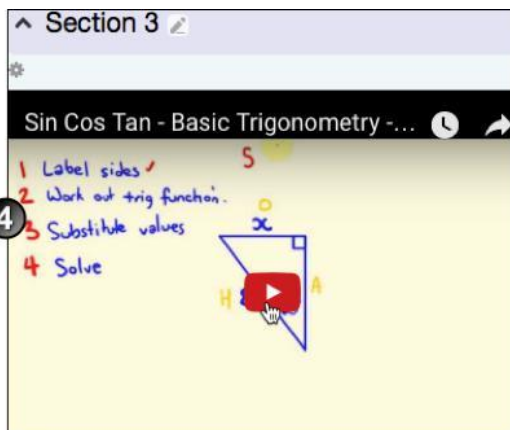 Section 3
Sin Cos Tan - Basic Trigonometry -...
S
1 Label sides
2 Work out trig function.
3 Substitute values
4 Solve
4
O
x
H
A